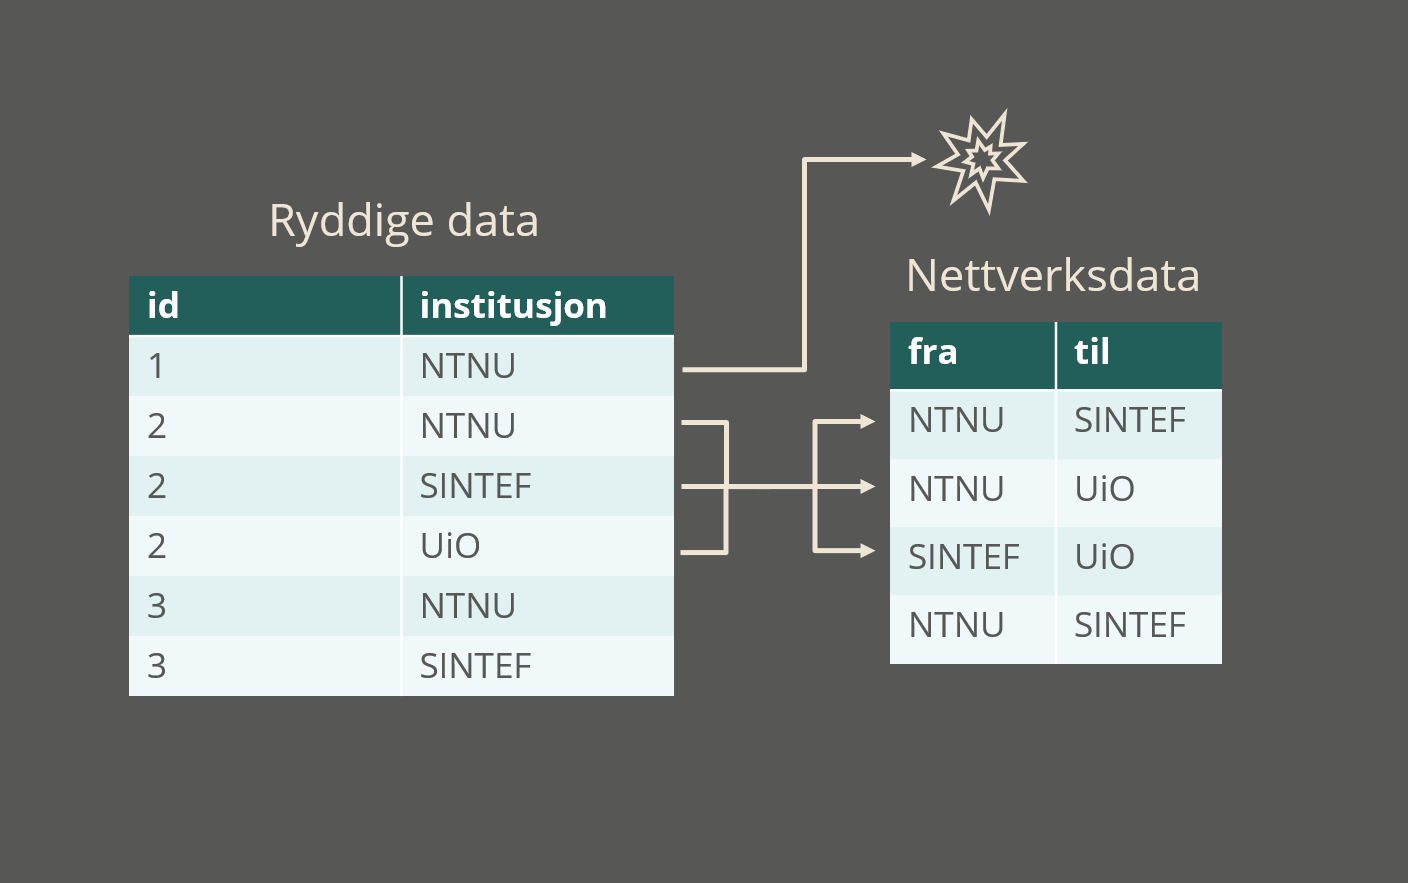 Ryddige data
id institusjon
1 NTNU
2 NTNU
2 SINTEF
2 UiO
3 NTNU
3 SINTEF
Nettverksdata
fra til
NTNU SINTEF
NTNU UiO
SINTEF UiO
NTNU SINTEF